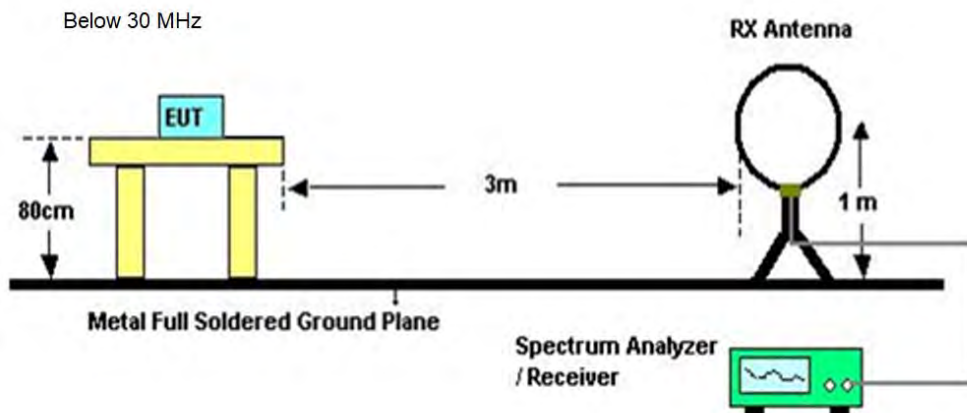 Below 30 MHz
RX Antenna
EUT
80cm
3m
1 m
Metal Full Soldered Ground Plane
Spectrum Analyzer
/ Receiver